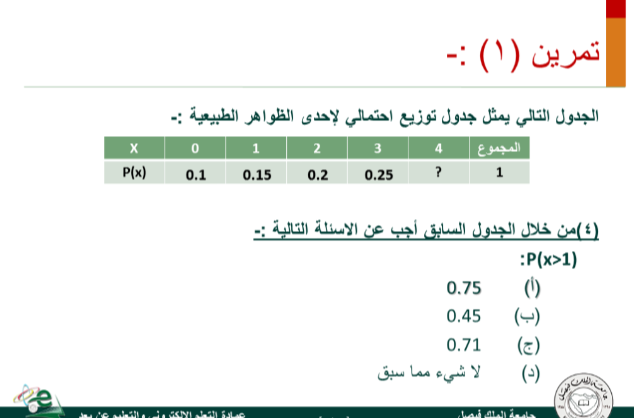 تمرين (١) :-
الجدول التالي يمثل جدول توزيع احتمالي لإحدى الظواهر الطبيعية :-
X 0 1 2 3 4 المجموع
P(x) 0.1 0.15 0.2 0.25 ? 1
(٤)من خلال الجدول السابق أجب عن الاسئلة التالية :-
P(x>1):
(أ) 0.75
(ب) 0.45
(ج) 0.71
(د) لا شيء مما سبق
جامعة الملك فيصل
عمادة التعلم الإلكتروني والتعليم عن بعد